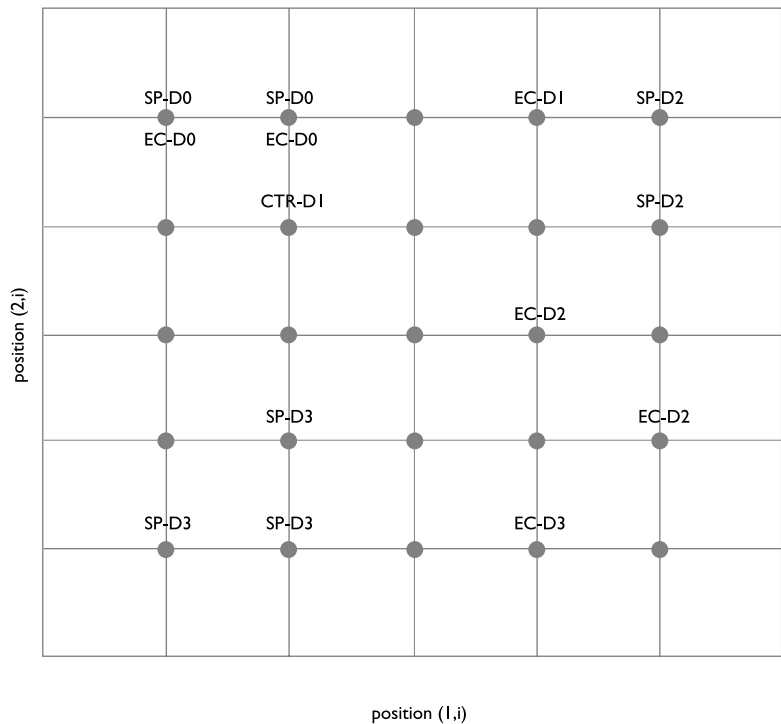 SP-D0 SP-D0 EC-D1 SP-D2
EC-D0 EC-D0
CTR-D1 SP-D2
EC-D2
SP-D3 EC-D2
SP-D3 SP-D3 EC-D3
position (2,i)
position (1,i)